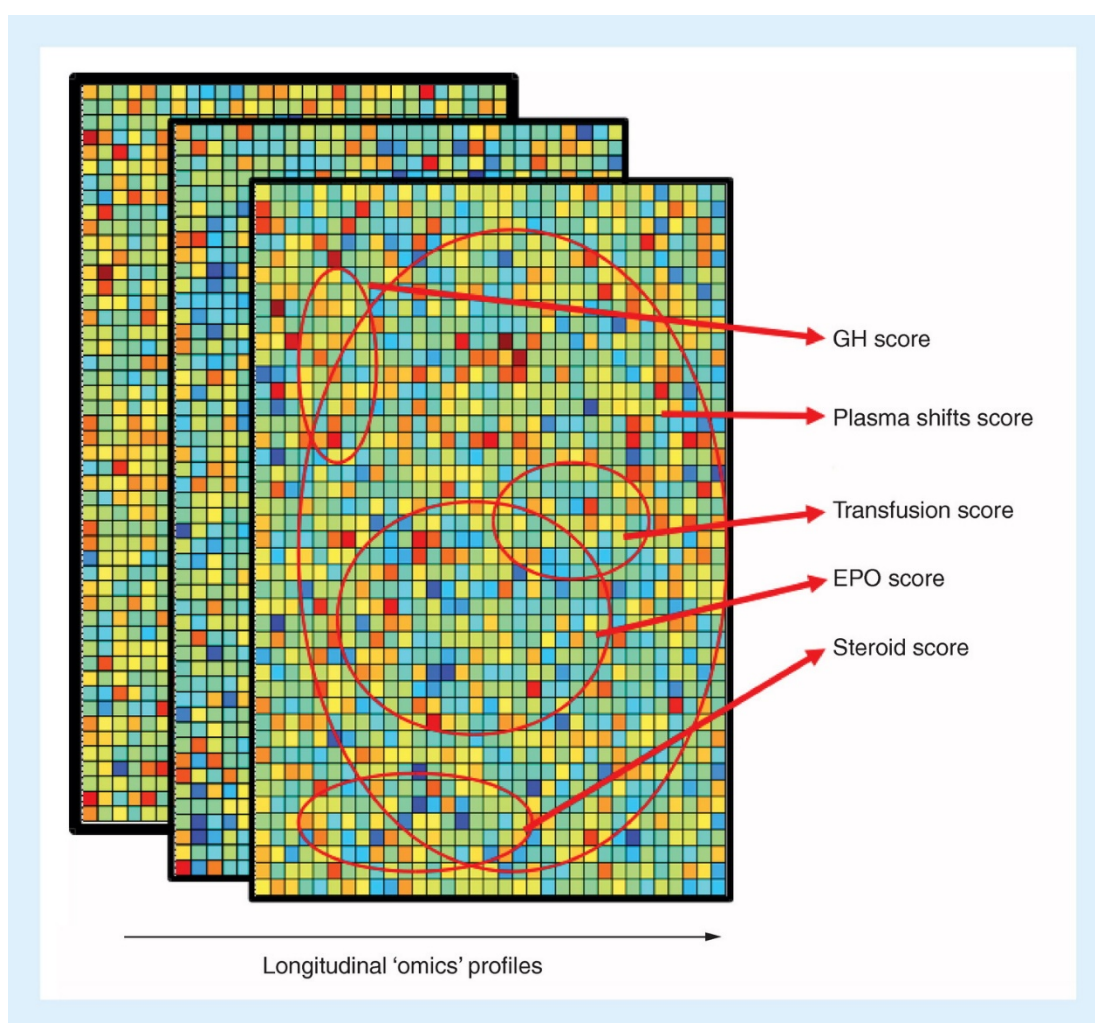 GH score
Plasma shifts score
Transfusion score
EPO score
Steroid score
Longitudinal ‘omics’ profiles